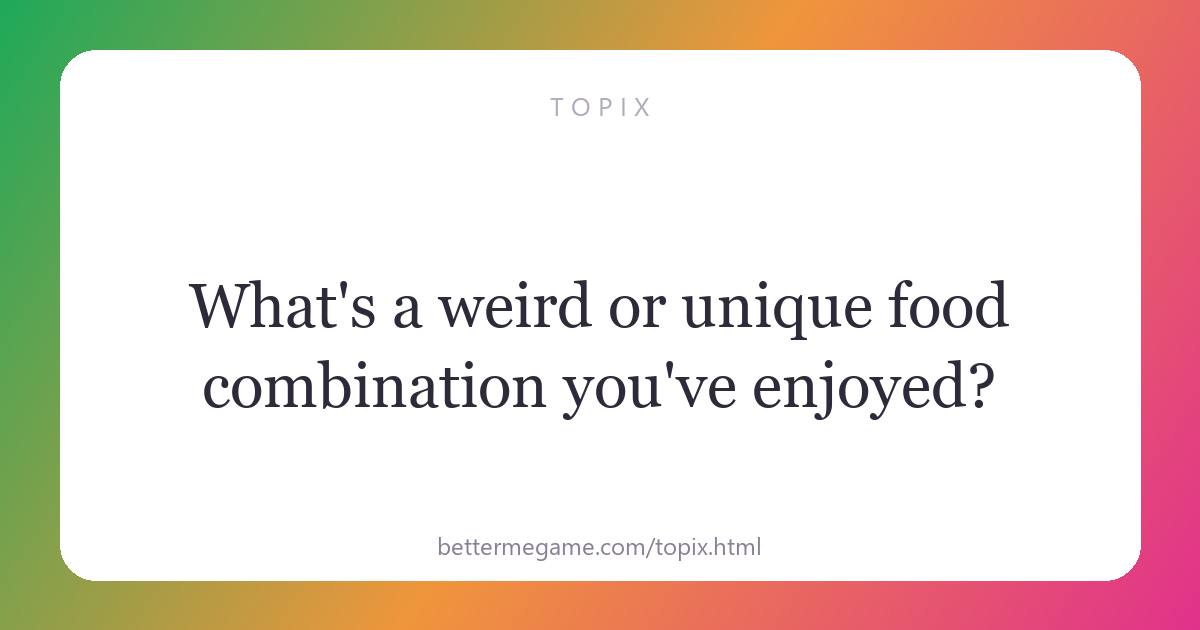 TOPIX
What's a weird or unique food
combination you've enjoyed?
bettermegame.com/topix.html